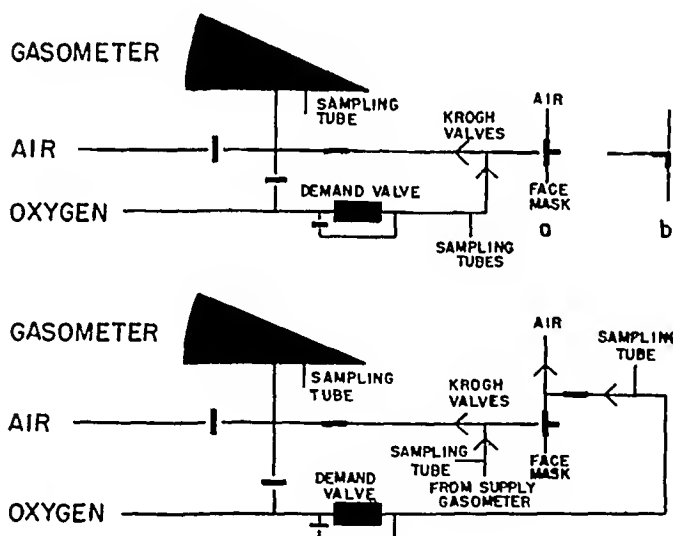 GASOMETER
SAMPLING
TUBE
AIR
KROGH
VALVES
AIR
DEMAND VALVE
FACE
MASK
OXYGEN
SAMPLING
TUBES
a
b
GASOMETER
SAMPLING
TUBE
AIR
SAMPLING
TUBE
KROGH
VALVES
AIR
SAMPLING
TUBE
FACE
MASK
FROM SUPPLY
GASOMETER
DEMAND
VALVE
OXYGEN